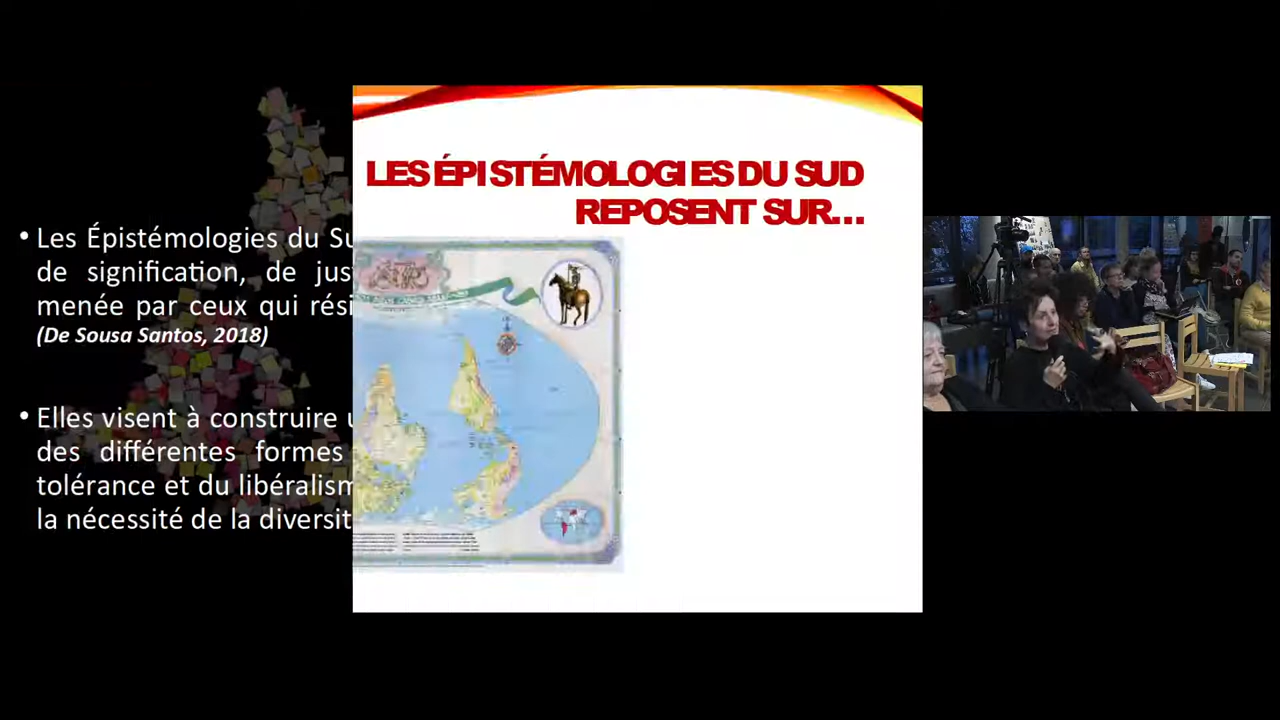 LES ÉPISTÉMOLOGIES DU SUD
REPOSENT SUR...
• Les Épistémologies du Su
de signification, de jus
menée par ceux qui rési
(De Sousa Santos, 2018)
• Elles visent à construire u
des différentes formes
tolérance et du libéralism
la nécessité de la diversit